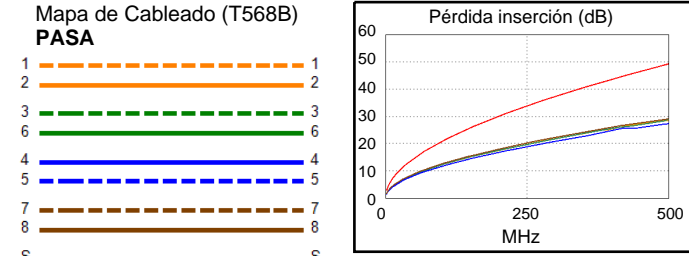 Mapa de Cableado (T568B)
PASA
1 1
2 2
3 3
6 6
4 4
5 5
7 7
8 8
S S
Pérdida inserción (dB)
60
50
40
30
20
10
0
0 250 500
MHz